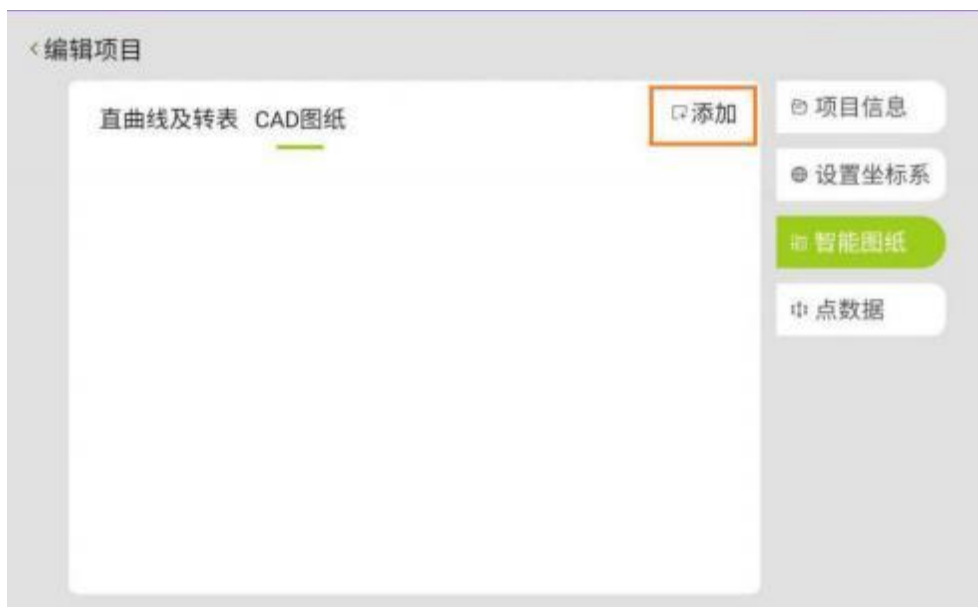 编辑项目
直曲线及转表 CAD图纸
添加
项目信息
设置坐标系
智能图纸
点数据